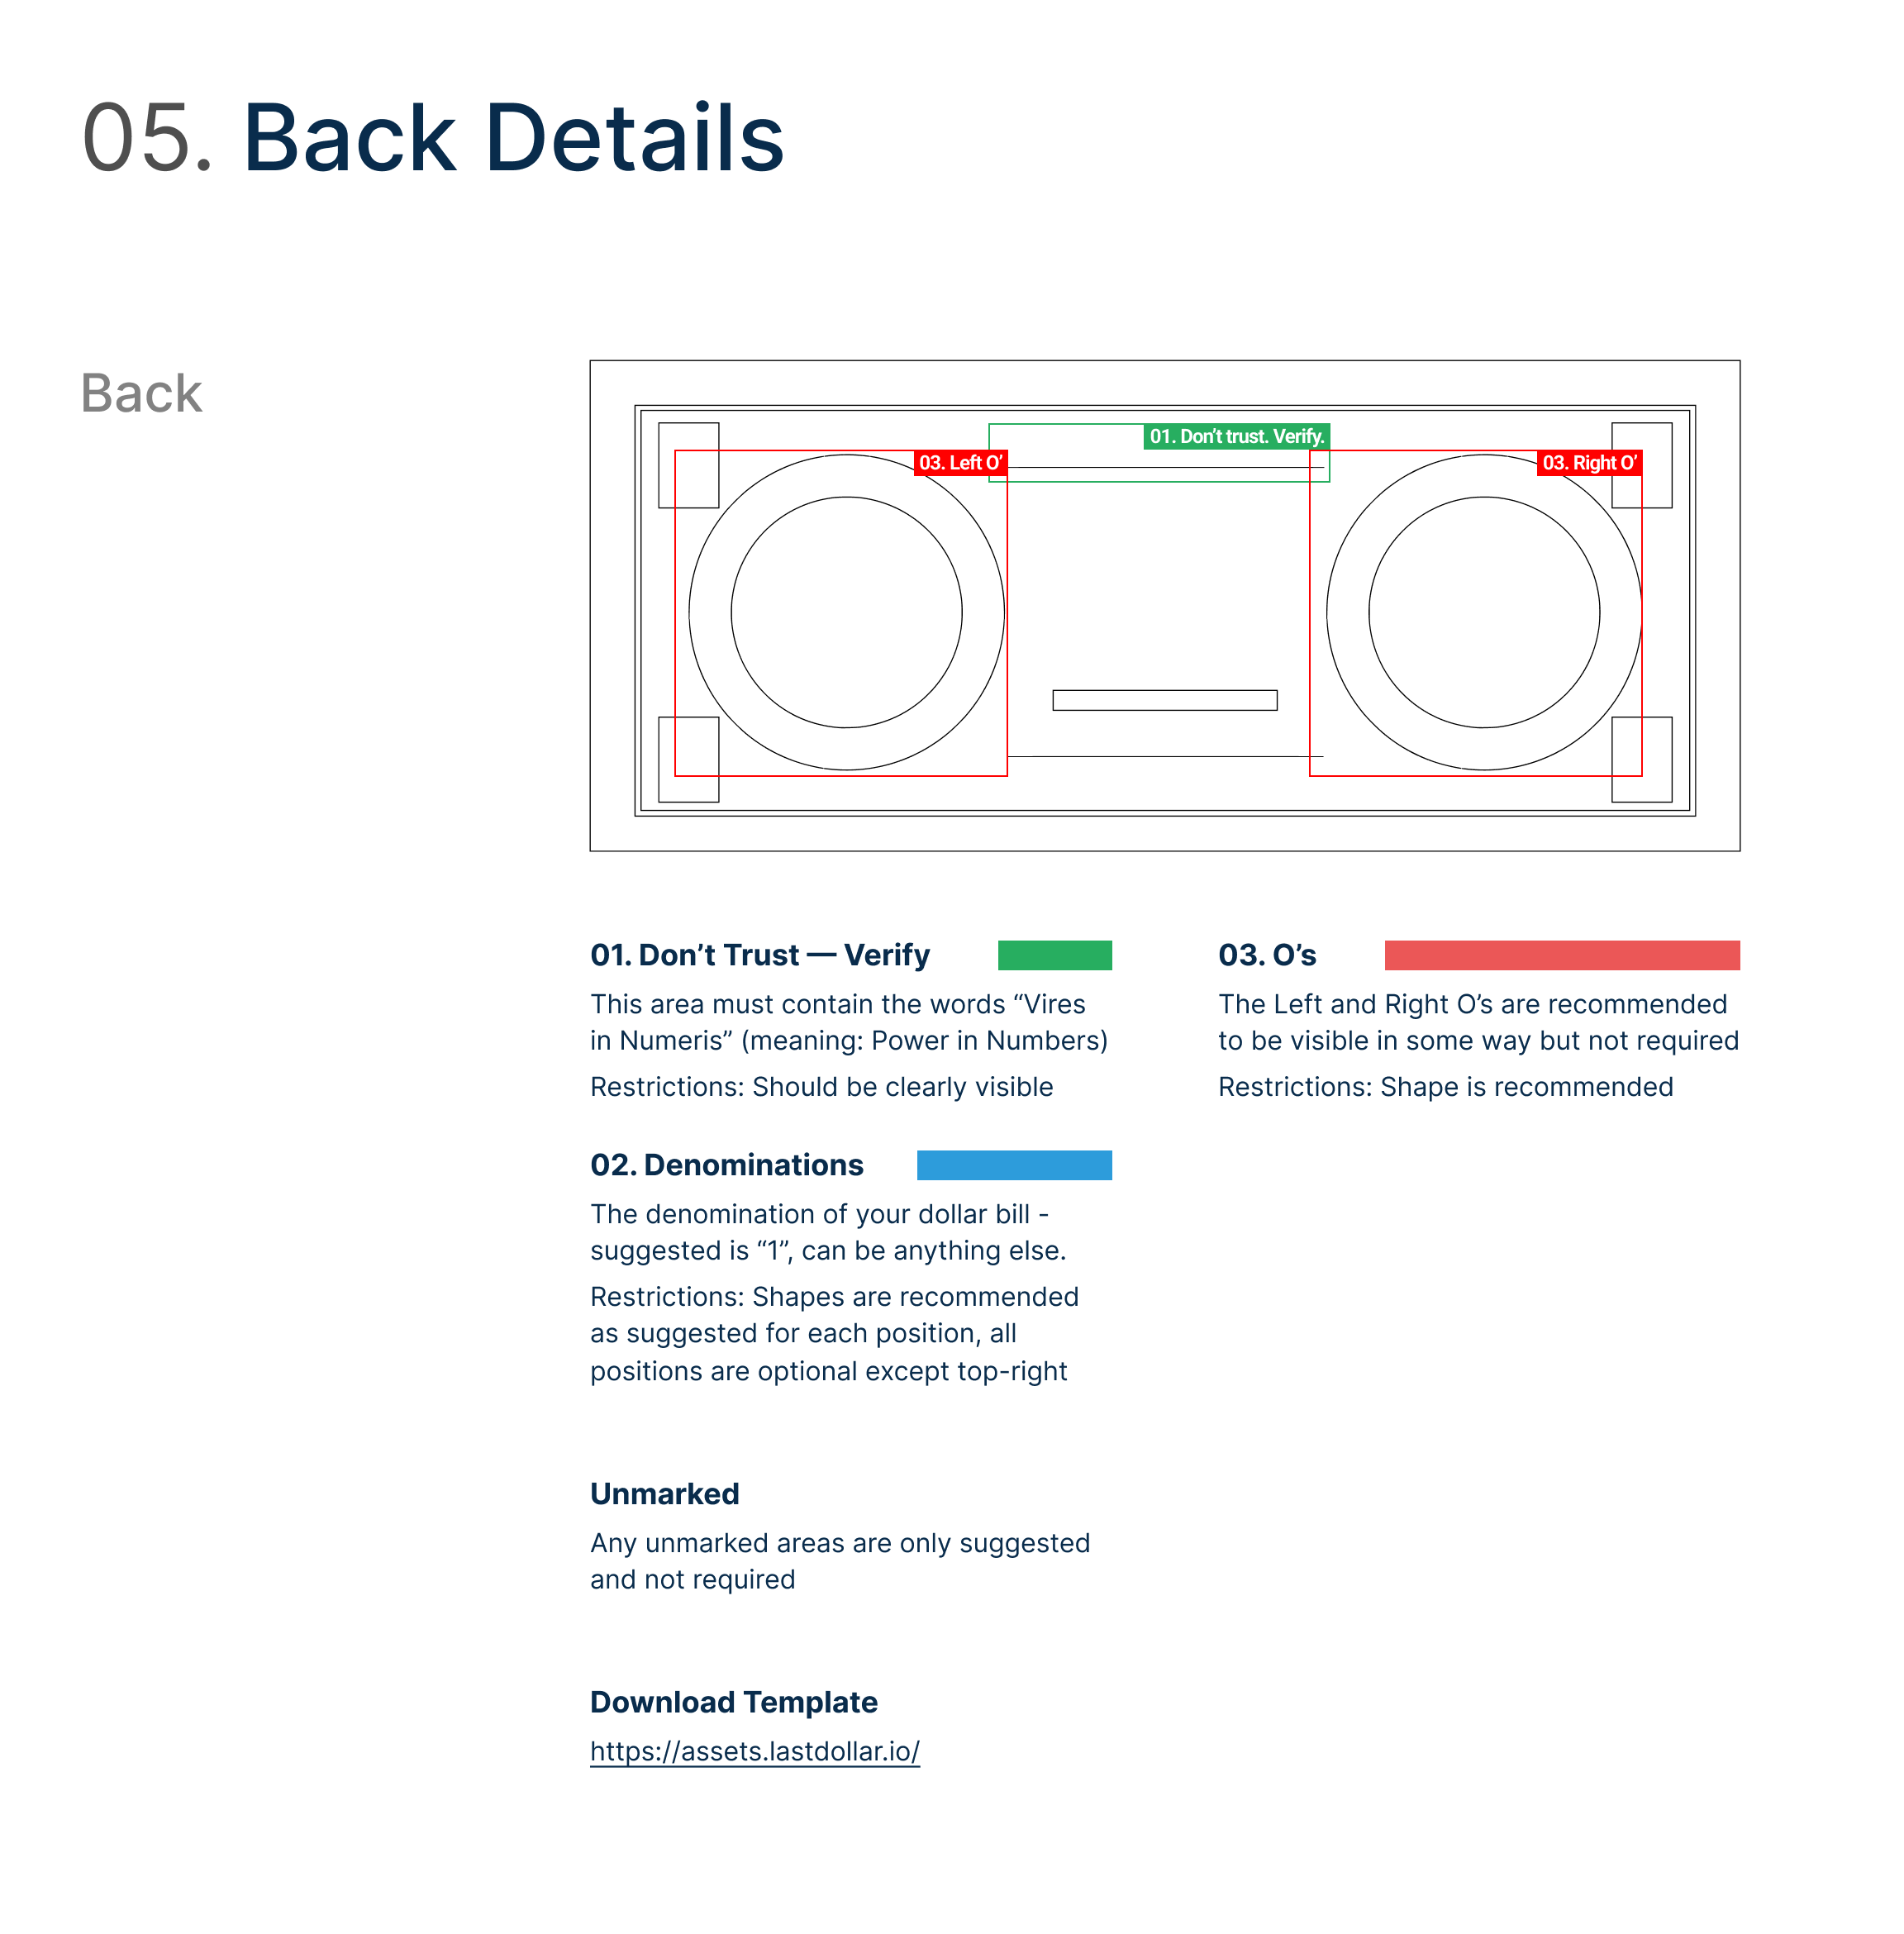 05. Back Details
Back
01. Don’t trust. Verify.
03. Left O’
03. Right O’
01. Don’t Trust — Verify
This area must contain the words “Vires
in Numeris” (meaning: Power in Numbers)
Restrictions: Should be clearly visible
02. Denominations
The denomination of your dollar bill -
suggested is “1”, can be anything else.
Restrictions: Shapes are recommended
as suggested for each position, all
positions are optional except top-right
03. O’s
The Left and Right O’s are recommended
to be visible in some way but not required
Restrictions: Shape is recommended
Unmarked
Any unmarked areas are only suggested
and not required
Download Template
https://assets.lastdollar.io/